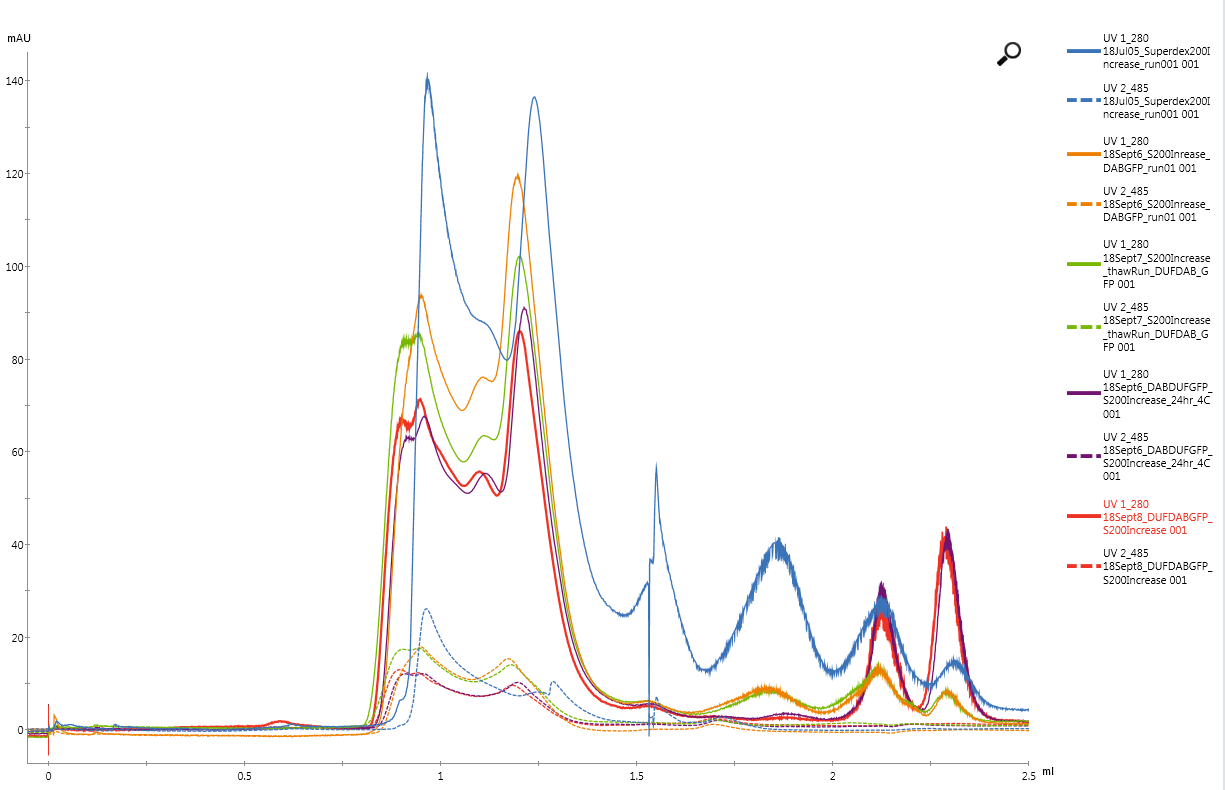 mAU
140
120
100
80
60
40
20
0
0
0.5
1
1.5
2
2.5
ml
UV 1_280
18Jul05_Superdex200I
ncrease_run001 001
UV 2_485
18Jul05_Superdex200I
ncrease_run001 001
UV 1_280
18Sept6_S200Inrease_
DABGFP_run01 001
UV 2_485
18Sept6_S200Inrease_
DABGFP_run01 001
UV 1_280
18Sept7_S200Increase
_thawRun_DUFDAB_G
FP 001
UV 2_485
18Sept7_S200Increase
_thawRun_DUFDAB_G
FP 001
UV 1_280
18Sept6_DABDUFGFP_
S200Increase_24hr_4C
001
UV 2_485
18Sept6_DABDUFGFP_
S200Increase_24hr_4C
001
UV 1_280
18Sept8_DUFDABGFP_
S200Increase 001
UV 2_485
18Sept8_DUFDABGFP_
S200Increase 001